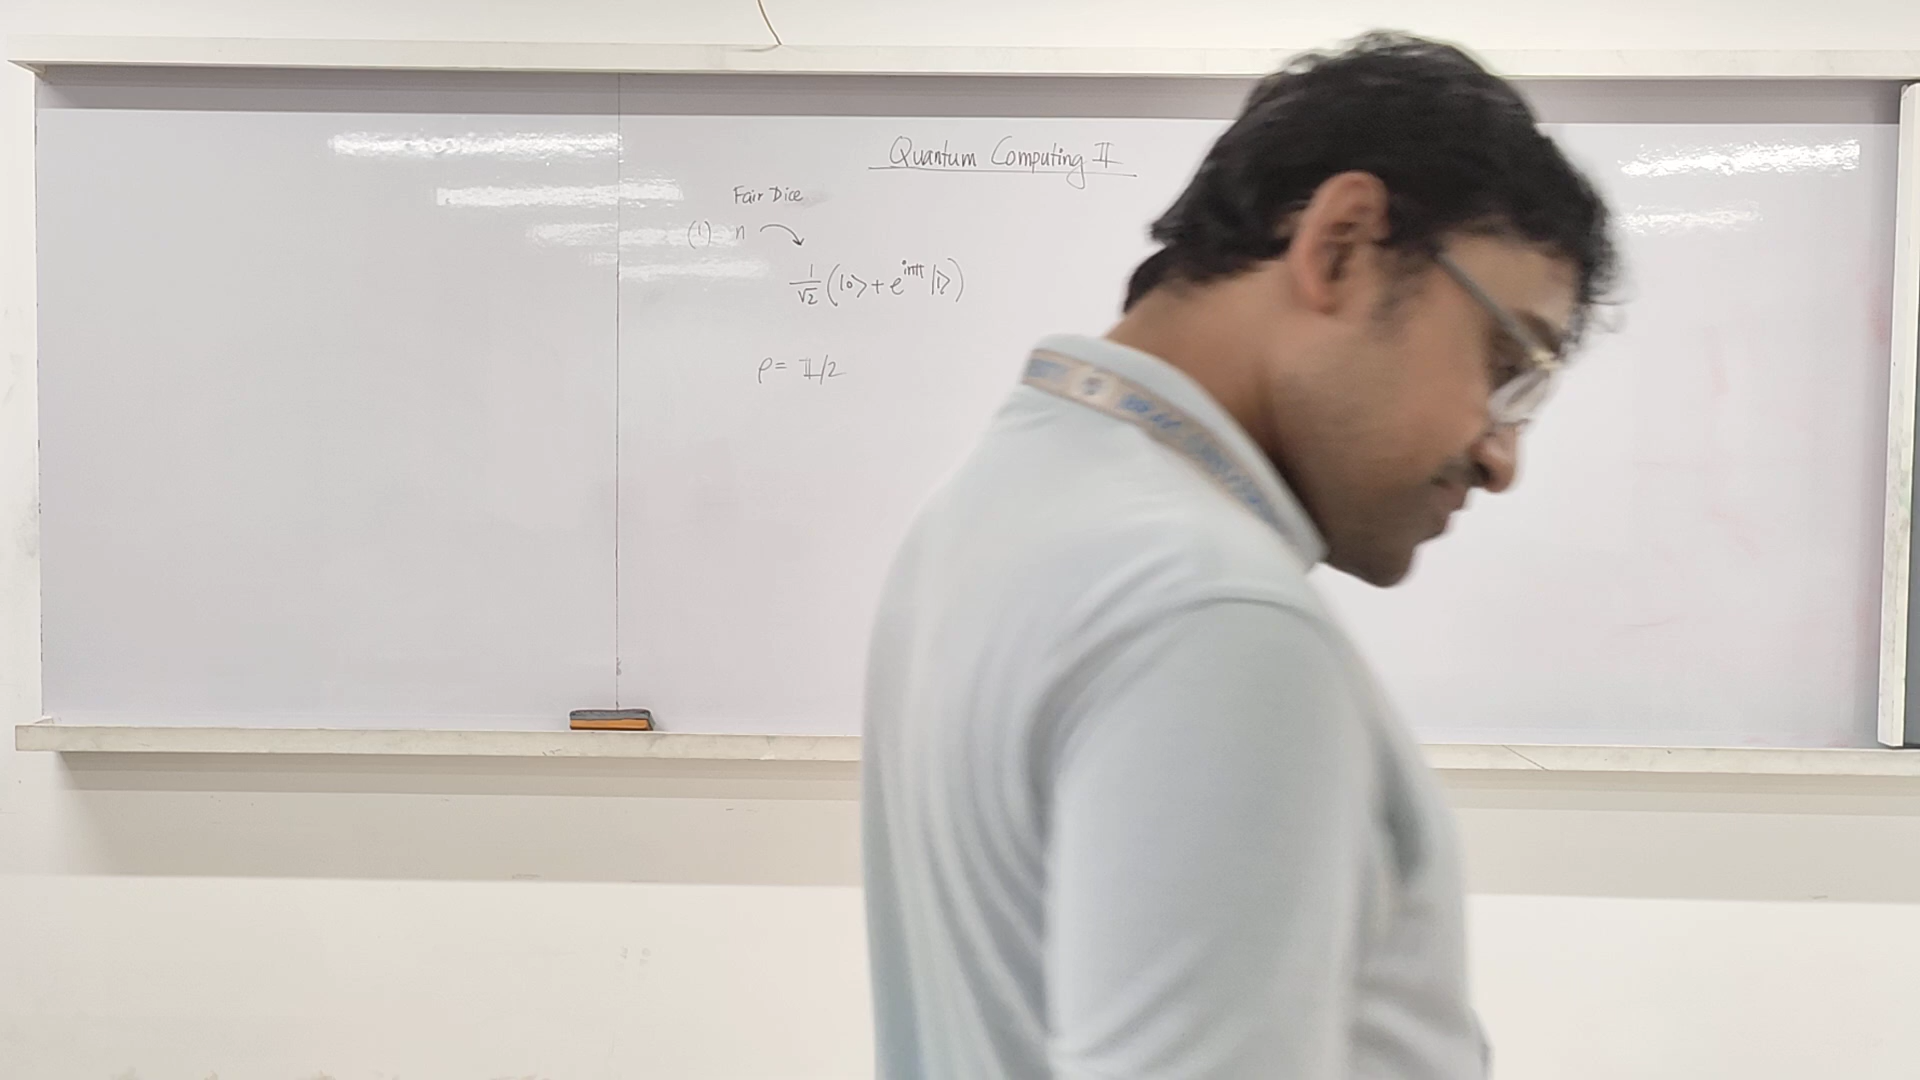 Quantum Computing II
Fair Dice
(1) n
1/√2 (|0> + e^{inπ} |1>)
ρ = 𝕀/2